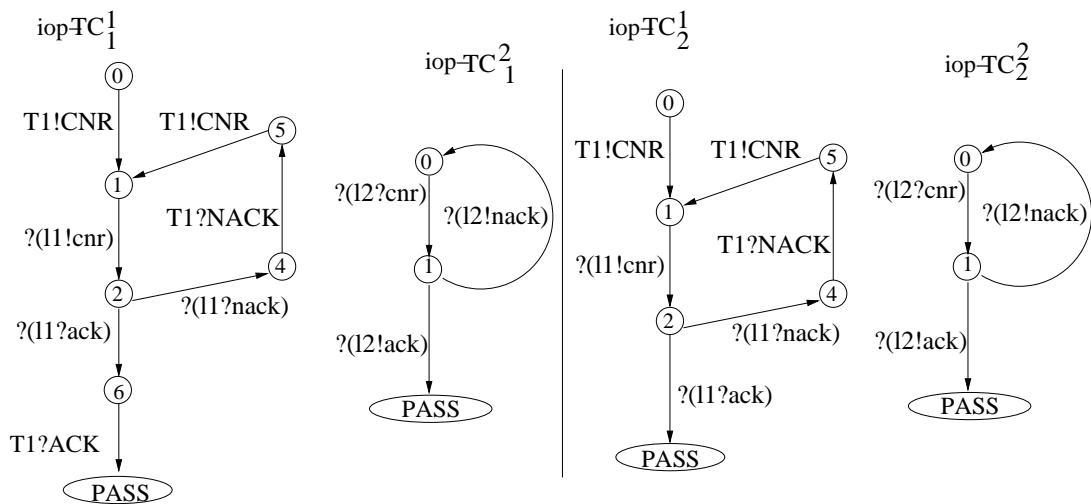 iop-TC 1 1
0
T1!CNR
T1!CNR
5
1
?(l1!cnr)
T1?NACK
2
4
?(l1?nack)
?(l1?ack)
6
T1?ACK
PASS
iop-TC 2 1
0
?(l2?cnr)
?(l2!nack)
1
?(l2!ack)
PASS
iop-TC 1 2
0
T1!CNR
T1!CNR
5
1
?(l1!cnr)
T1?NACK
2
4
?(l1?nack)
?(l1?ack)
PASS
iop-TC 2 2
0
?(l2?cnr)
?(l2!nack)
1
?(l2!ack)
PASS